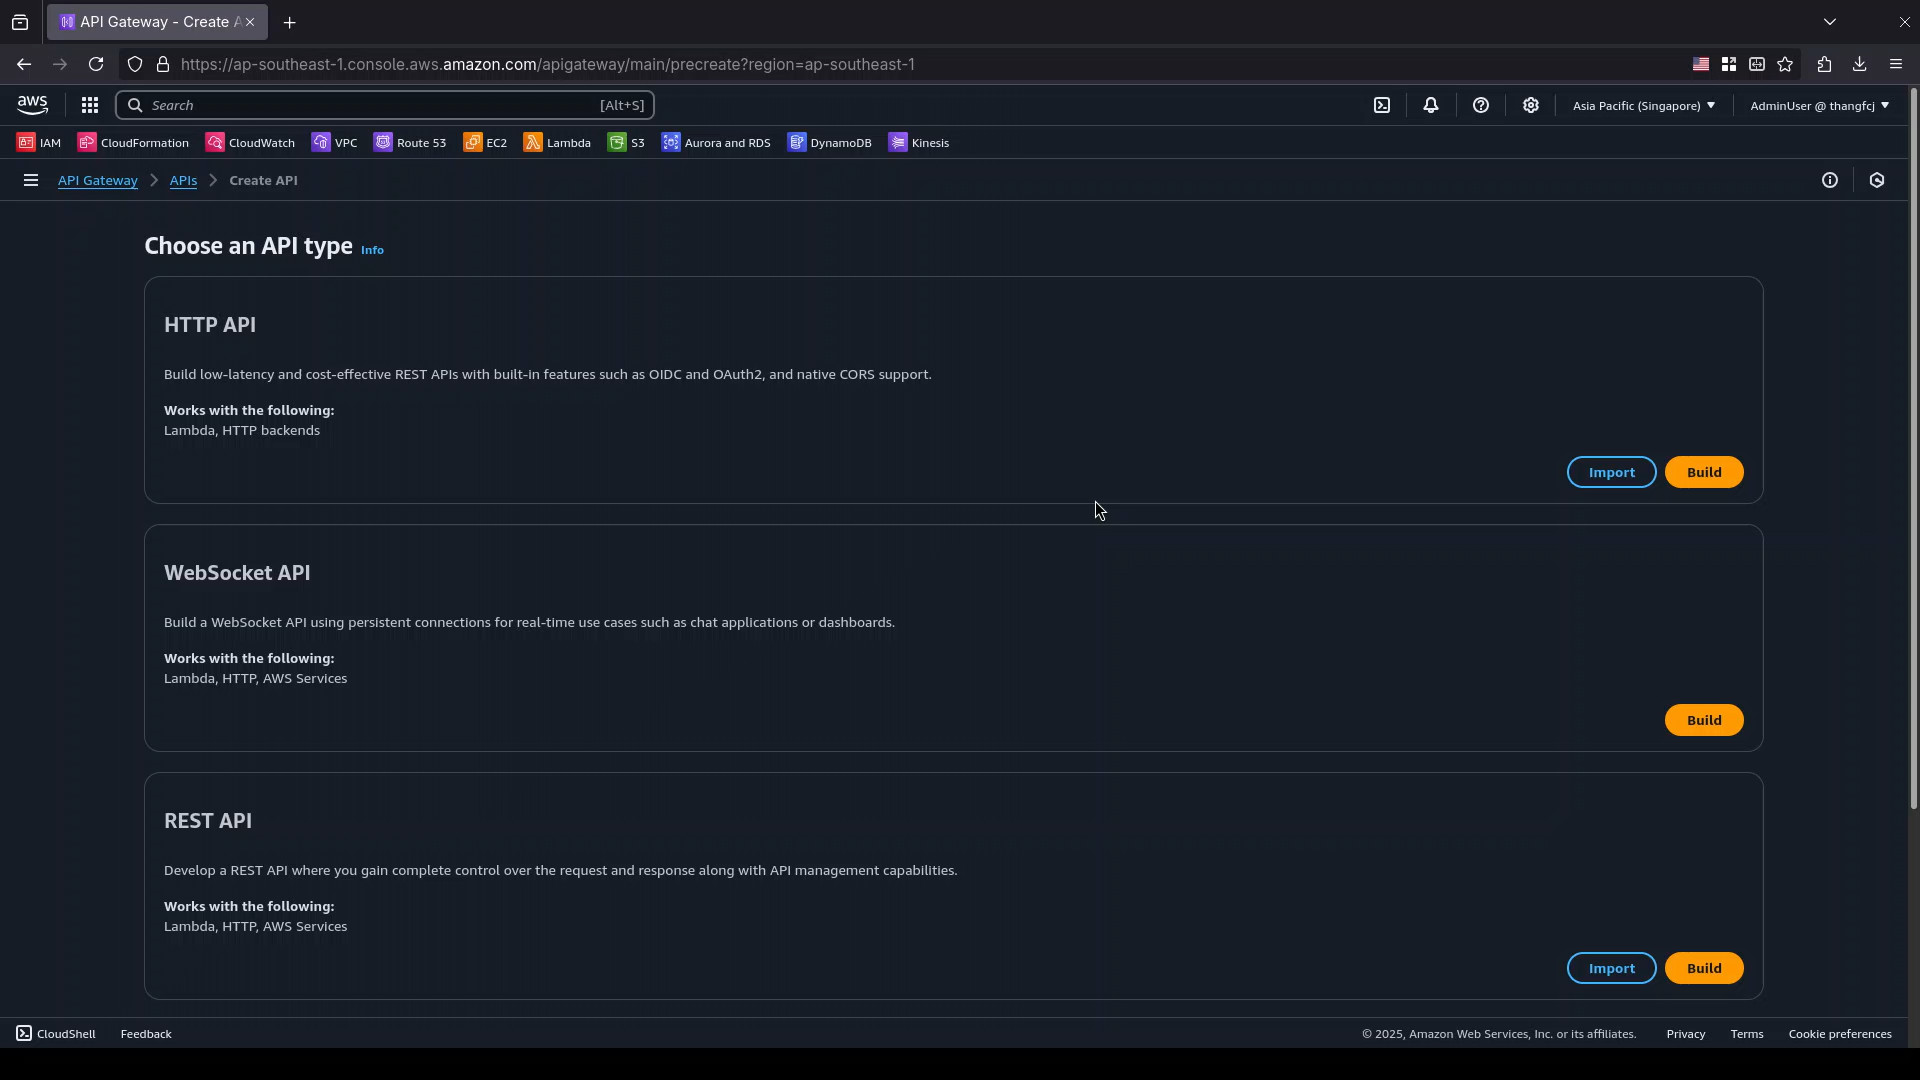 API Gateway - Create A
https://ap-southeast-1.console.aws.amazon.com/apigateway/main/precreate?region=ap-southeast-1
aws
Search [Alt+S]
Asia Pacific (Singapore)
AdminUser @ thangfcj
IAM
CloudFormation
CloudWatch
VPC
Route 53
EC2
Lambda
S3
Aurora and RDS
DynamoDB
Kinesis
API Gateway
APIs
Create API
Choose an API type Info
HTTP API
Build low-latency and cost-effective REST APIs with built-in features such as OIDC and OAuth2, and native CORS support.
Works with the following:
Lambda, HTTP backends
Import
Build
WebSocket API
Build a WebSocket API using persistent connections for real-time use cases such as chat applications or dashboards.
Works with the following:
Lambda, HTTP, AWS Services
Build
REST API
Develop a REST API where you gain complete control over the request and response along with API management capabilities.
Works with the following:
Lambda, HTTP, AWS Services
Import
Build
CloudShell
Feedback
© 2025, Amazon Web Services, Inc. or its affiliates.
Privacy
Terms
Cookie preferences